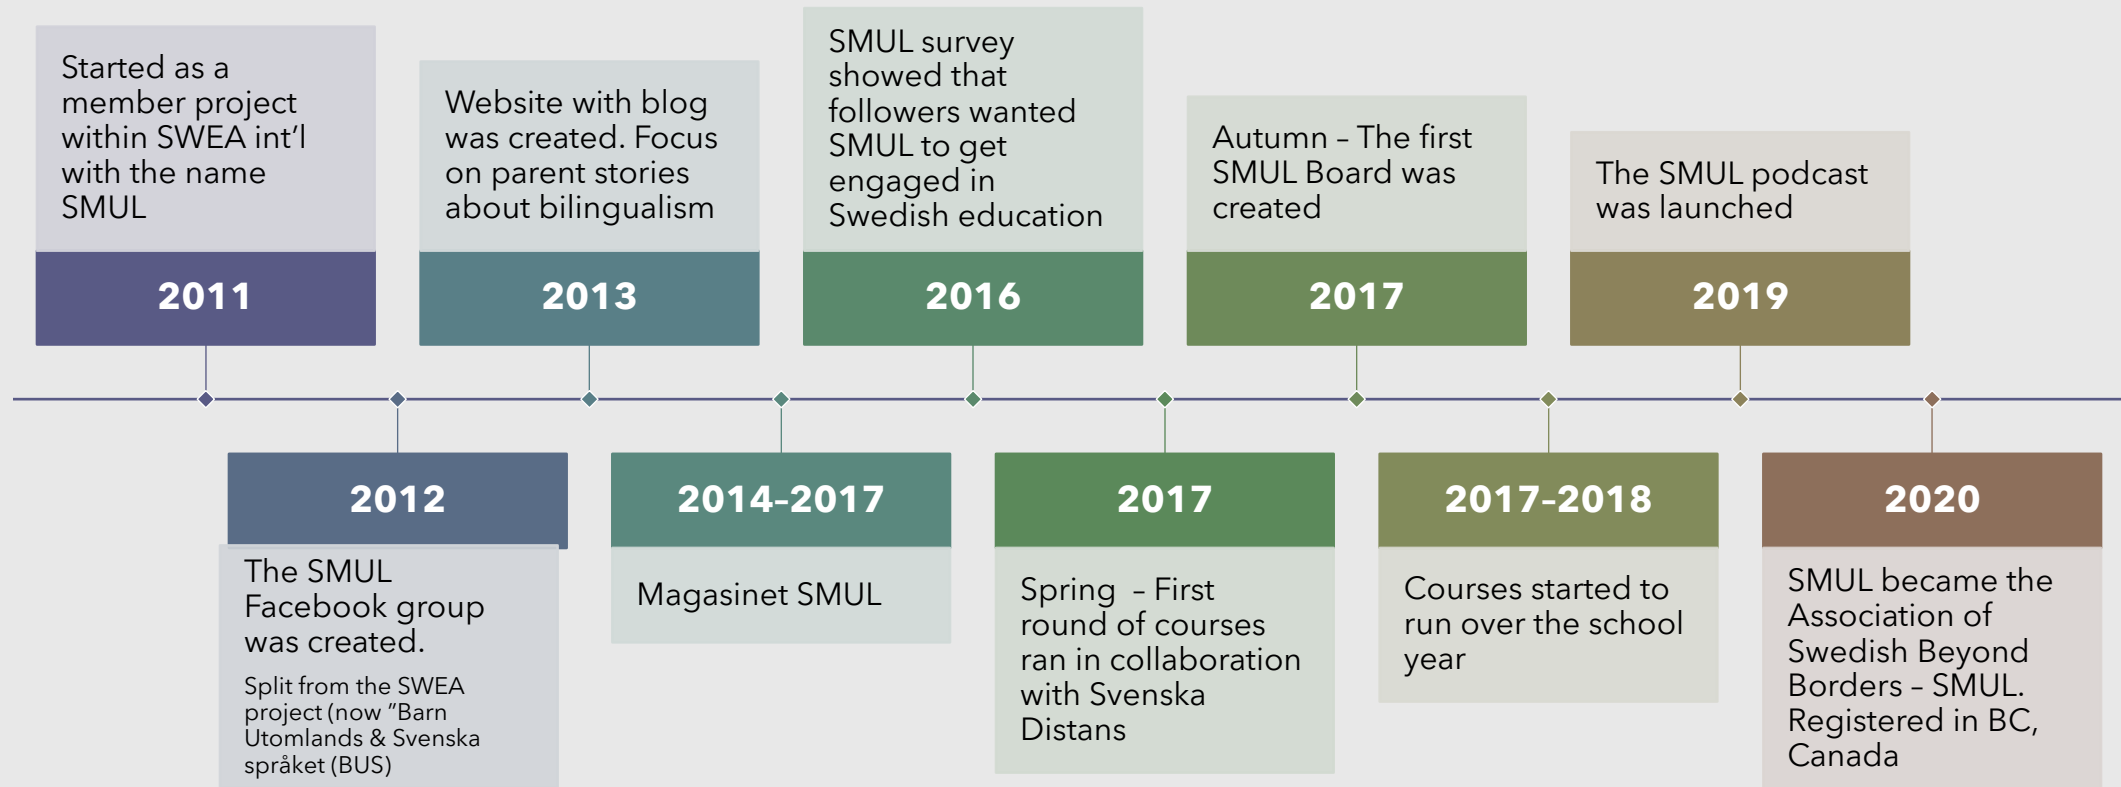 Started as a
member project
within SWEA int'l
with the name
SMUL
2011
The SMUL
Facebook group
was created.
Split from the SWEA
project (now ”Barn
Utomlands & Svenska
språket (BUS)
2012
Website with blog
was created. Focus
on parent stories
about bilingualism
2013
2014–2017
Magasinet SMUL
SMUL survey
showed that
followers wanted
SMUL to get
engaged in
Swedish education
2016
2017
Spring – First
round of courses
ran in collaboration
with Svenska
Distans
Autumn – The first
SMUL Board was
created
2017
2017–2018
Courses started to
run over the school
year
The SMUL podcast
was launched
2019
2020
SMUL became the
Association of
Swedish Beyond
Borders – SMUL.
Registered in BC,
Canada